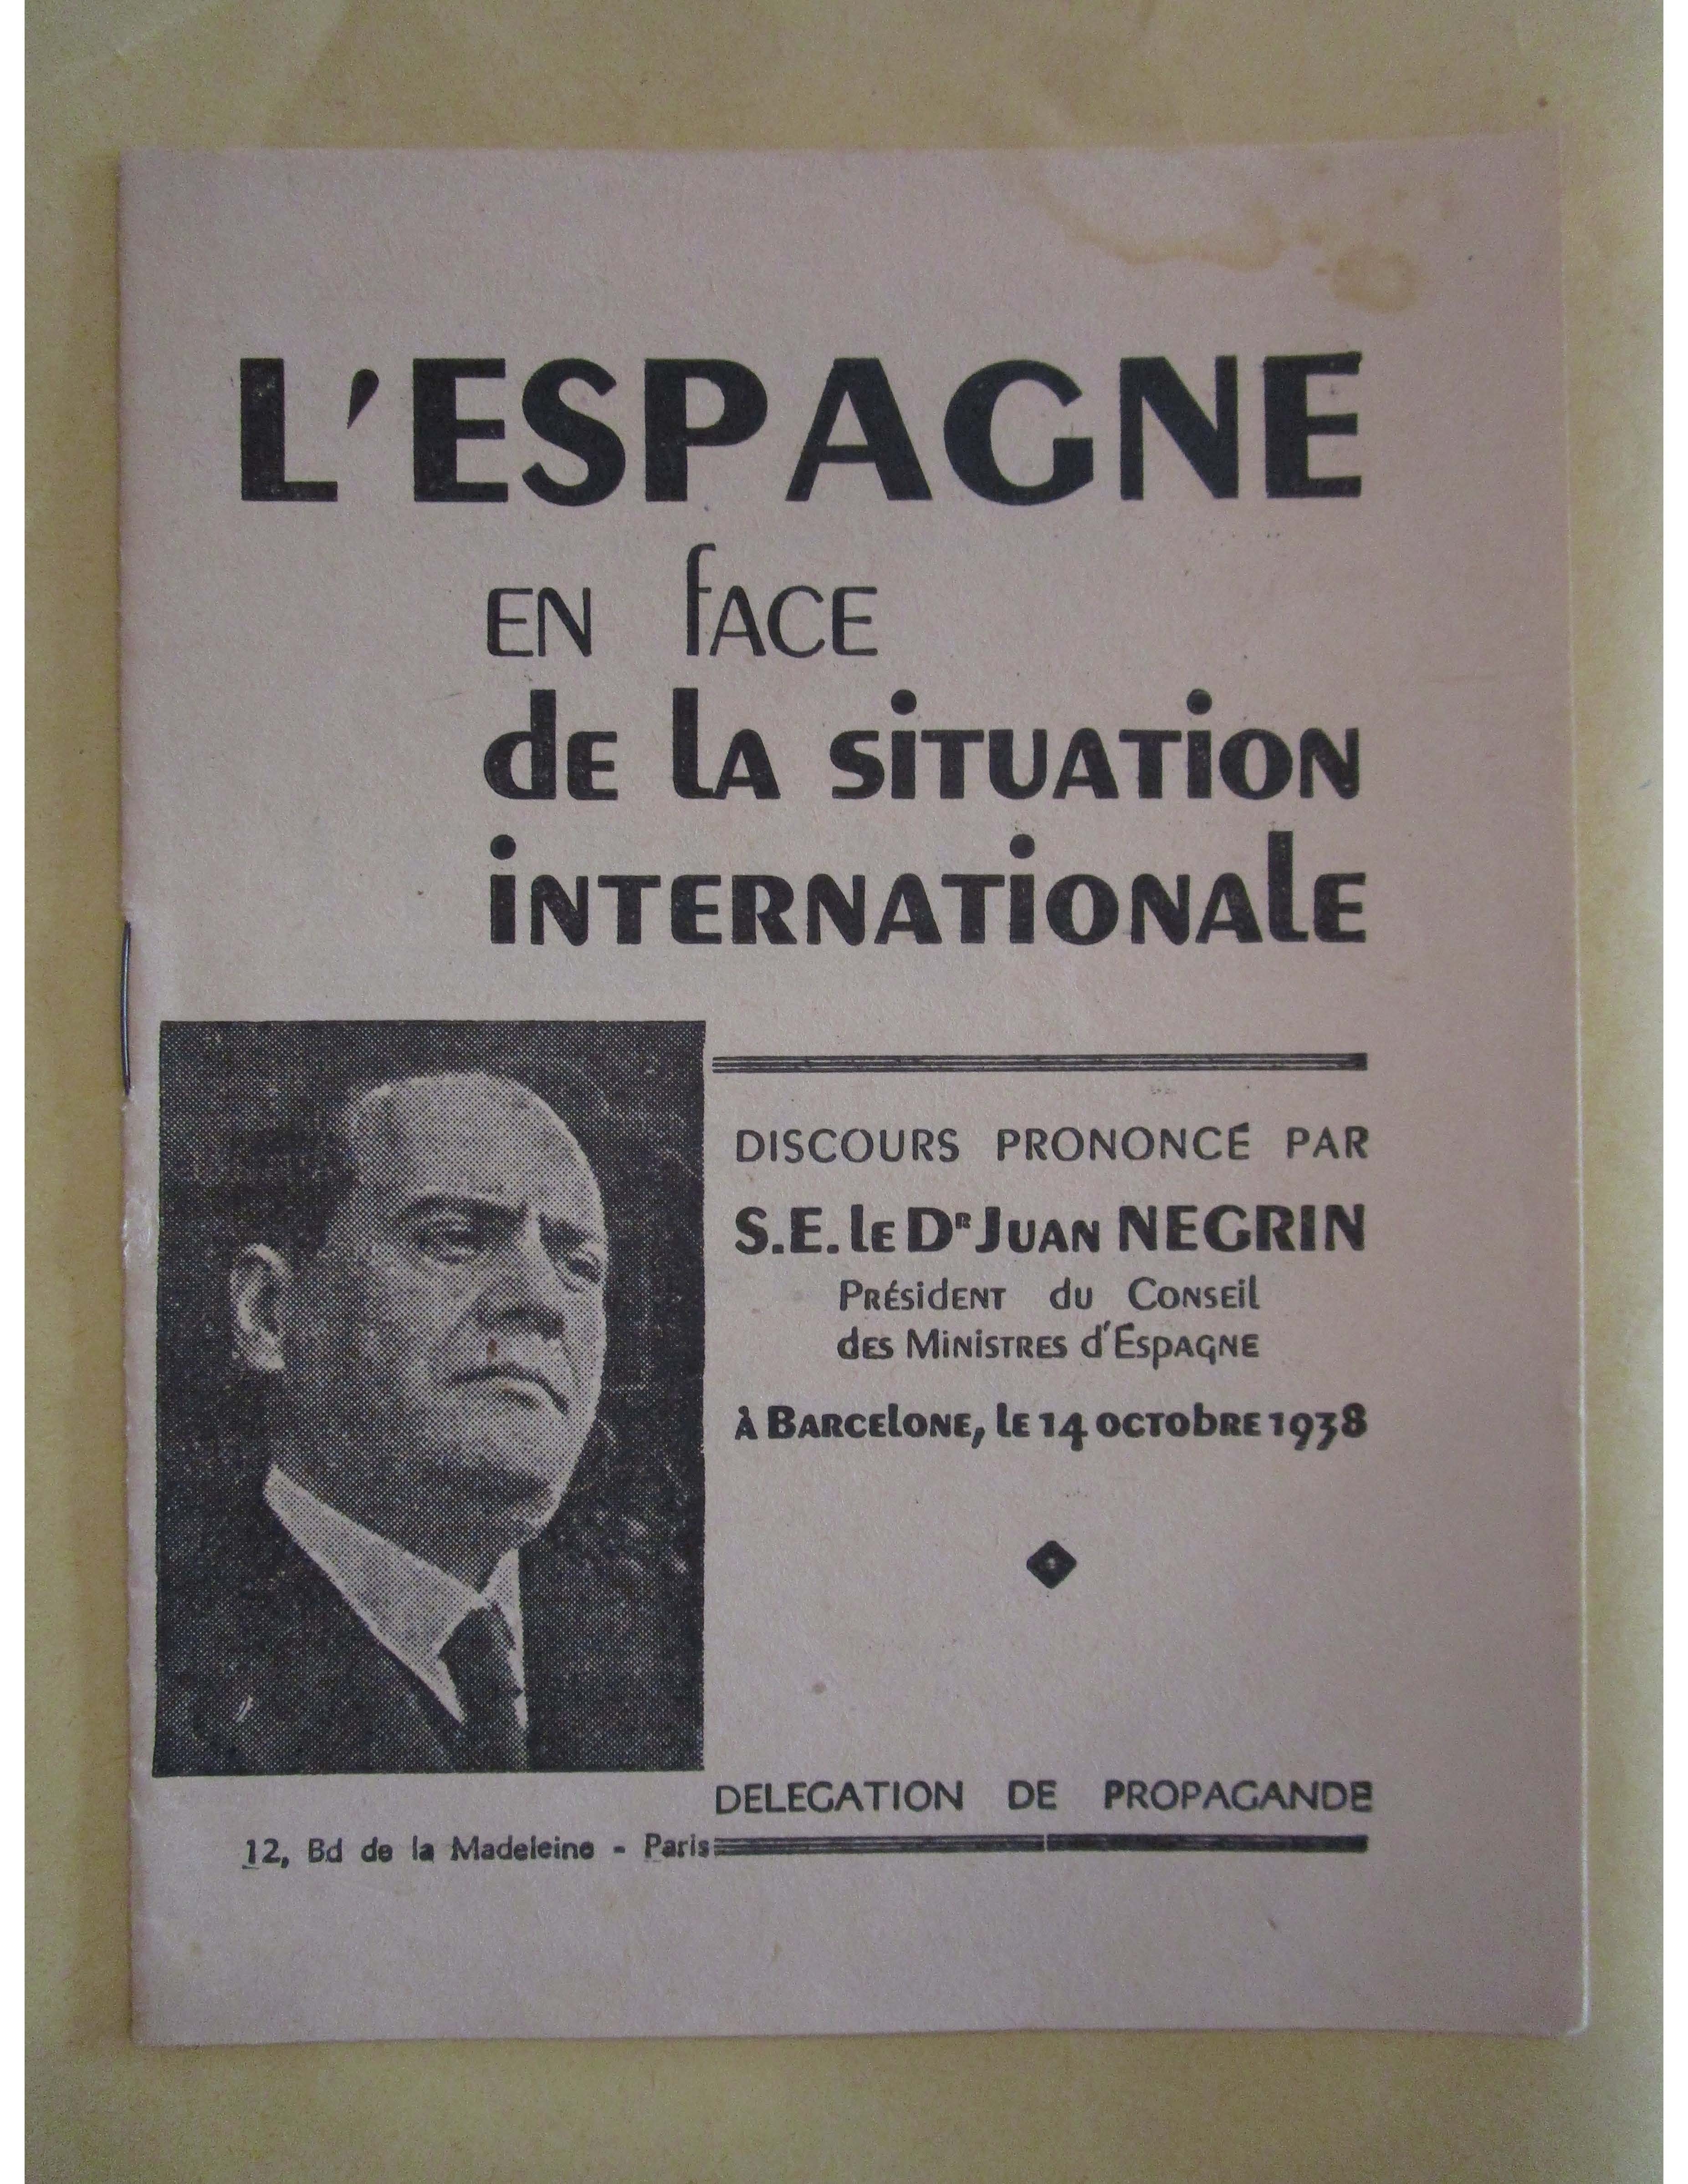 L'ESPAGNE
EN FACE
de la situation
internationale
DISCOURS PRONONCÉ PAR
S.E. le Dr Juan NEGRIN
Président du Conseil
des Ministres d'Espagne
à Barcelone, le 14 octobre 1938
DELEGATION DE PROPAGANDE
12, Bd de la Madeleine - Paris